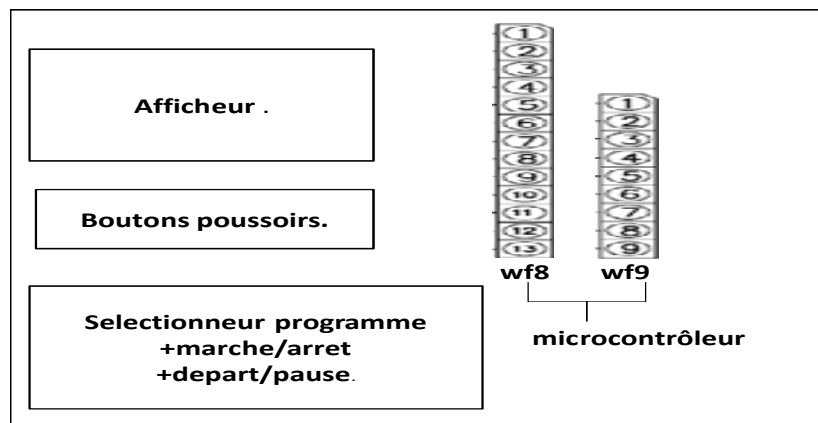 Afficheur .
Boutons poussoirs.
Selectionneur programme
+marche/arret
+depart/pause.
1
2
3
4
5
6
7
8
9
10
11
12
13
wf8
1
2
3
4
5
6
7
8
9
wf9
microcontrôleur